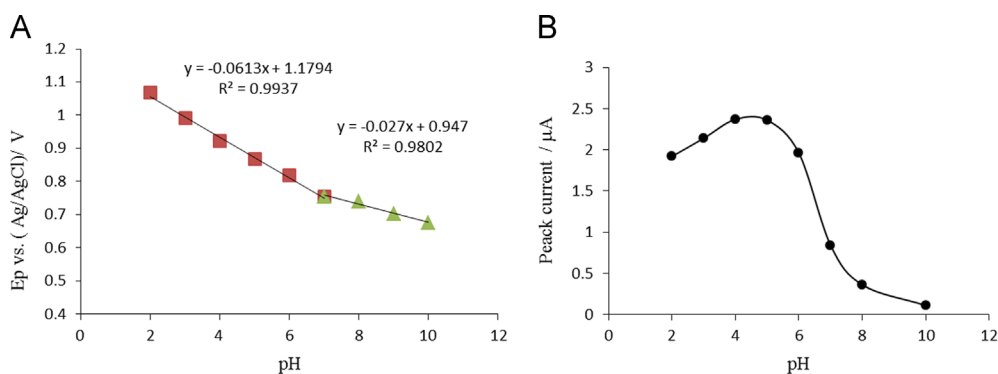 A
B
1.2
1.1
1
0.9
0.8
0.7
0.6
0.5
0.4
Ep vs. ( Ag/AgCl)/ V
y = -0.0613x + 1.1794
R² = 0.9937
y = -0.027x + 0.947
R² = 0.9802
0 2 4 6 8 10 12
pH
3
2.5
2
1.5
1
0.5
0
Peack current / µA
0 2 4 6 8 10 12
pH